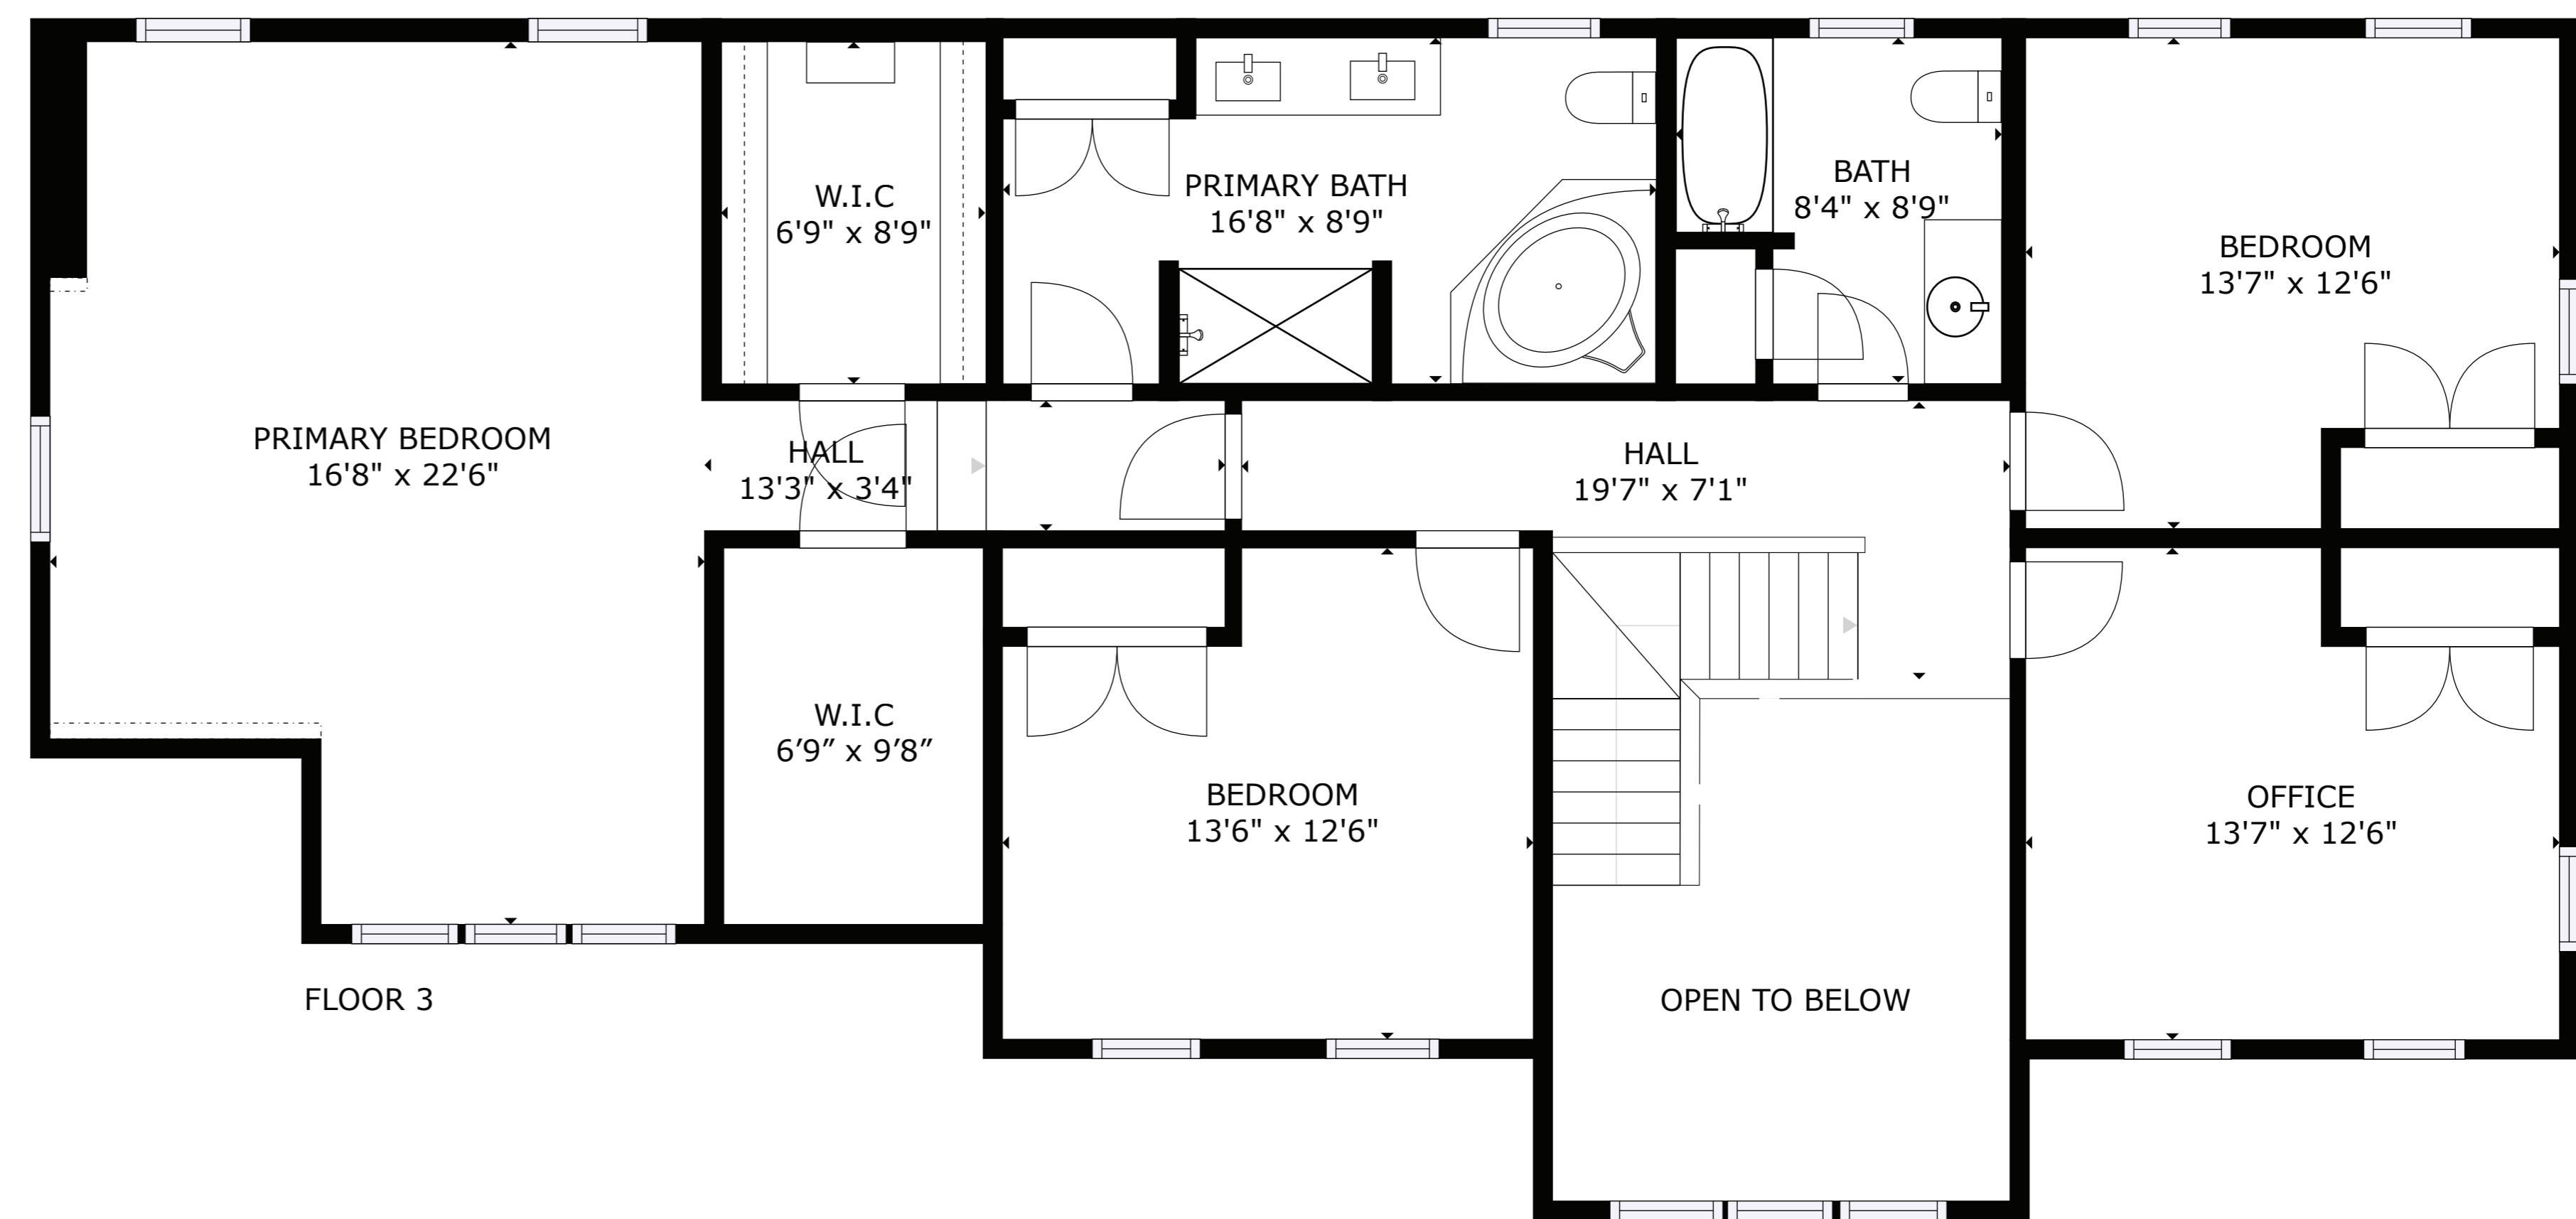 W.I.C
6'9" x 8'9"
PRIMARY BATH
16'8" x 8'9"
BATH
8'4" x 8'9"
BEDROOM
13'7" x 12'6"
PRIMARY BEDROOM
16'8" x 22'6"
HALL
13'3" x 3'4"
HALL
19'7" x 7'1"
W.I.C
6’9” x 9’8”
BEDROOM
13'6" x 12'6"
OFFICE
13'7" x 12'6"
FLOOR 3
OPEN TO BELOW